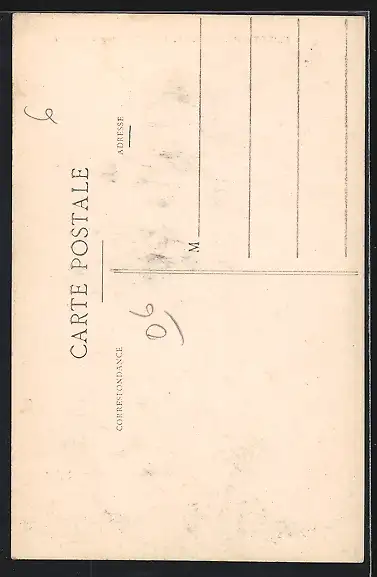 CARTE POSTALE
CORRESPONDANCE
ADRESSE
M
06
6